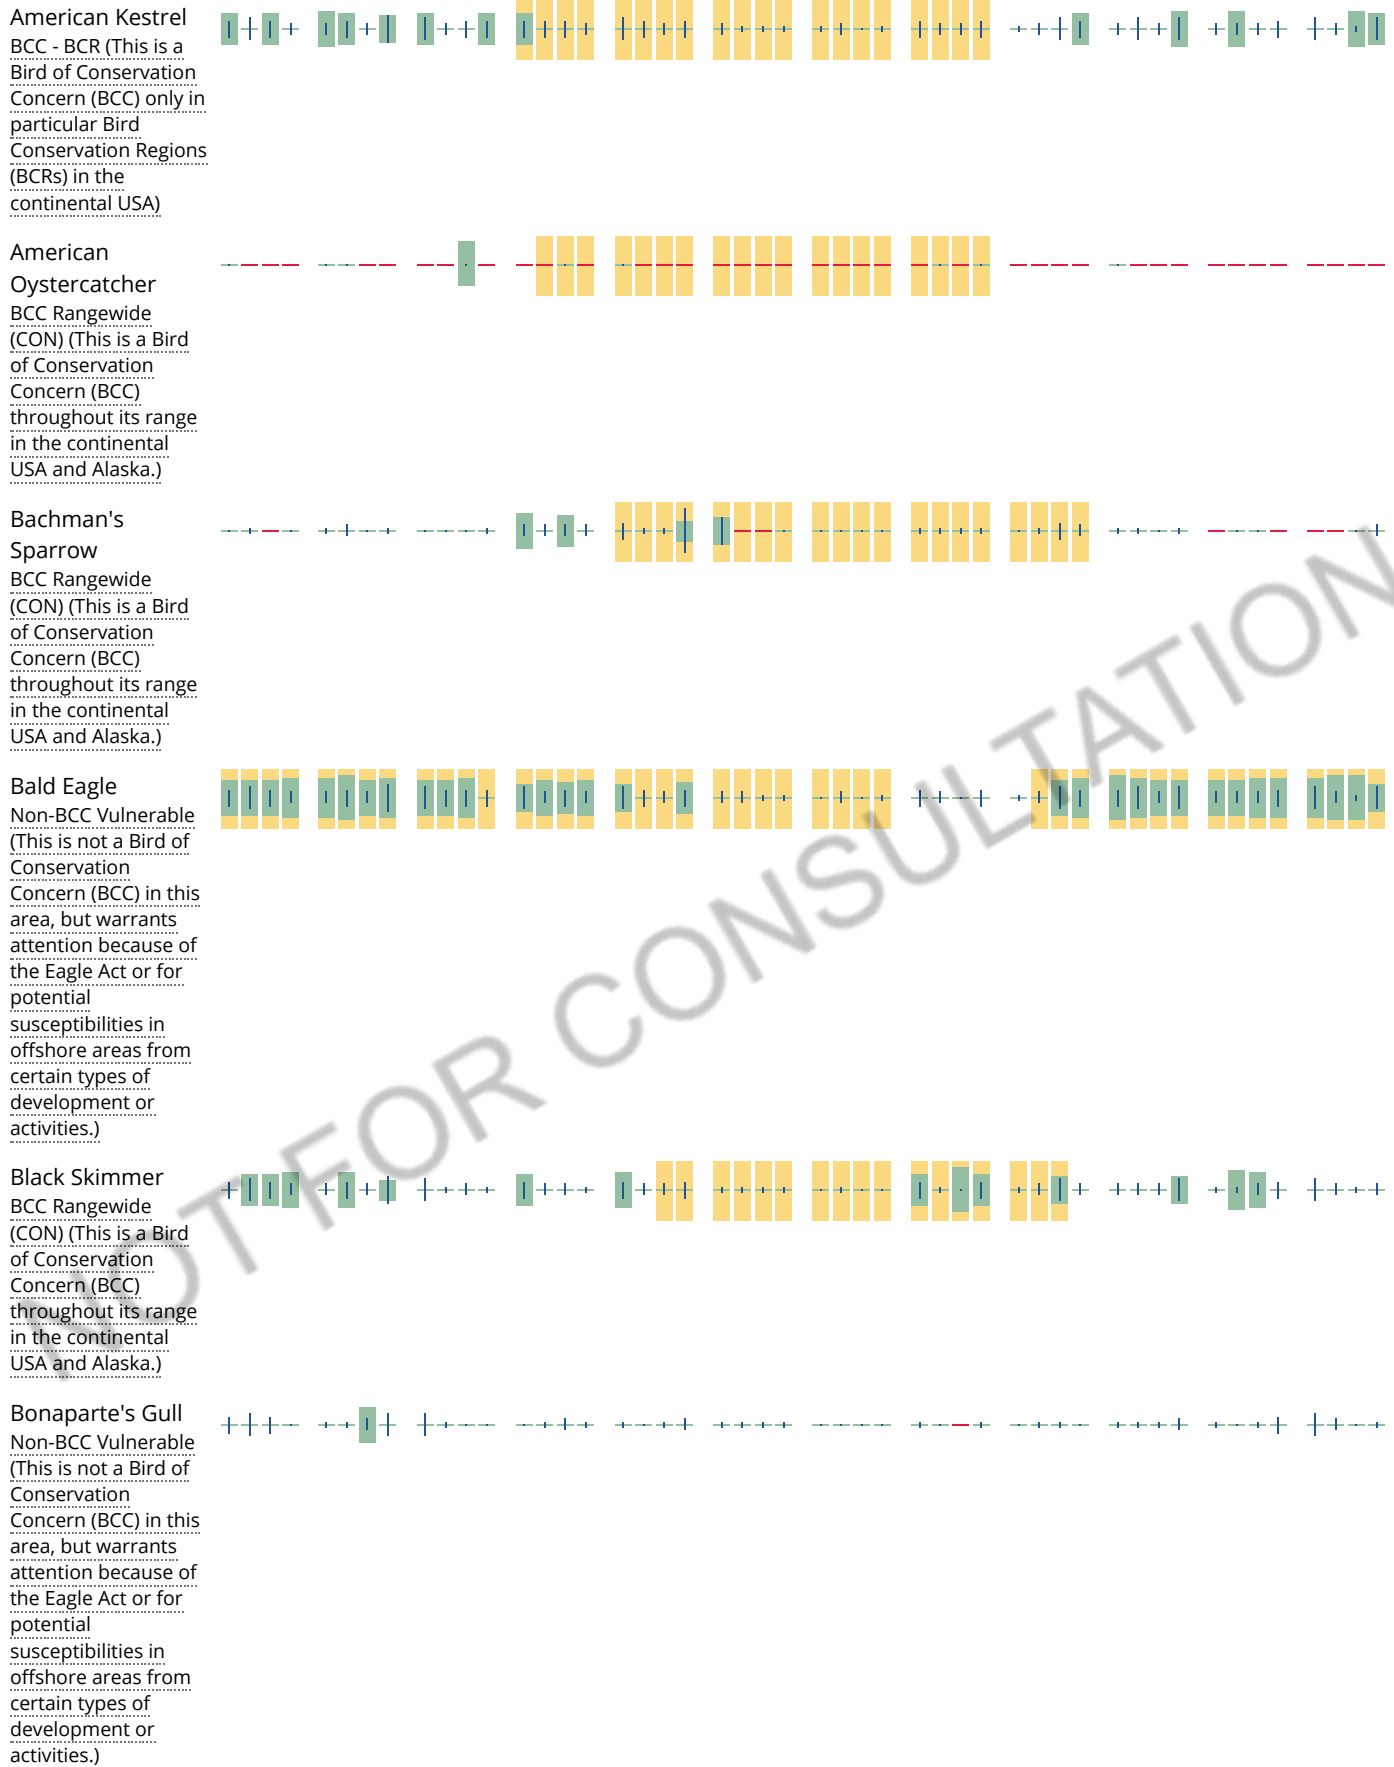 American Kestrel
BCC - BCR (This is a
Bird of Conservation
Concern (BCC) only in
particular Bird
Conservation Regions
(BCRs) in the
continental USA)
American
Oystercatcher
BCC Rangewide
(CON) (This is a Bird
of Conservation
Concern (BCC)
throughout its range
in the continental
USA and Alaska.)
Bachman's
Sparrow
BCC Rangewide
(CON) (This is a Bird
of Conservation
Concern (BCC)
throughout its range
in the continental
USA and Alaska.)
Bald Eagle
Non-BCC Vulnerable
(This is not a Bird of
Conservation
Concern (BCC) in this
area, but warrants
attention because of
the Eagle Act or for
potential
susceptibilities in
offshore areas from
certain types of
development or
activities.)
Black Skimmer
BCC Rangewide
(CON) (This is a Bird
of Conservation
Concern (BCC)
throughout its range
in the continental
USA and Alaska.)
Bonaparte's Gull
Non-BCC Vulnerable
(This is not a Bird of
Conservation
Concern (BCC) in this
area, but warrants
attention because of
the Eagle Act or for
potential
susceptibilities in
offshore areas from
certain types of
development or
activities.)
NOT FOR CONSULTATION